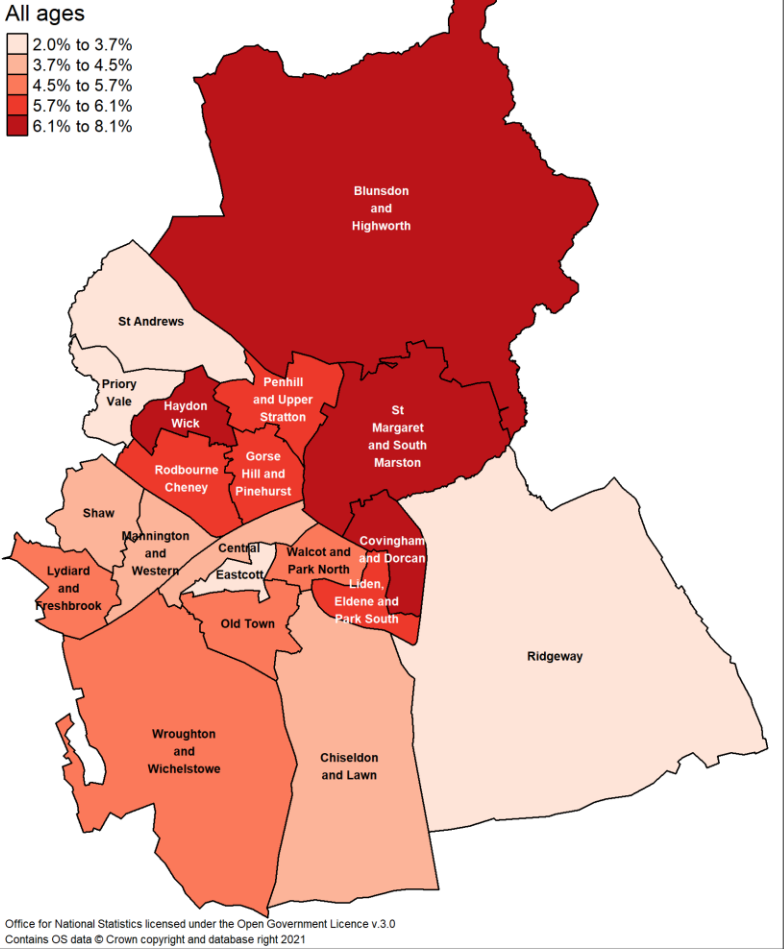 All ages
2.0% to 3.7%
3.7% to 4.5%
4.5% to 5.7%
5.7% to 6.1%
6.1% to 8.1%
Blunsdon
and
Highworth
St Andrews
Priory
Vale
Haydon
Wick
Penhill
and Upper
Stratton
St
Margaret
and South
Marston
Rodbourne
Cheney
Gorse
Hill and
Pinehurst
Shaw
Mannington
and
Western
Central
Eastcott
Walcot and
Park North
Covingham
and Dorcan
Lydiard
and
Freshbrook
Liden,
Eldene and
Park South
Old Town
Ridgeway
Wroughton
and
Wichelstowe
Chiseldon
and Lawn
Office for National Statistics licensed under the Open Government Licence v.3.0
Contains OS data © Crown copyright and database right 2021